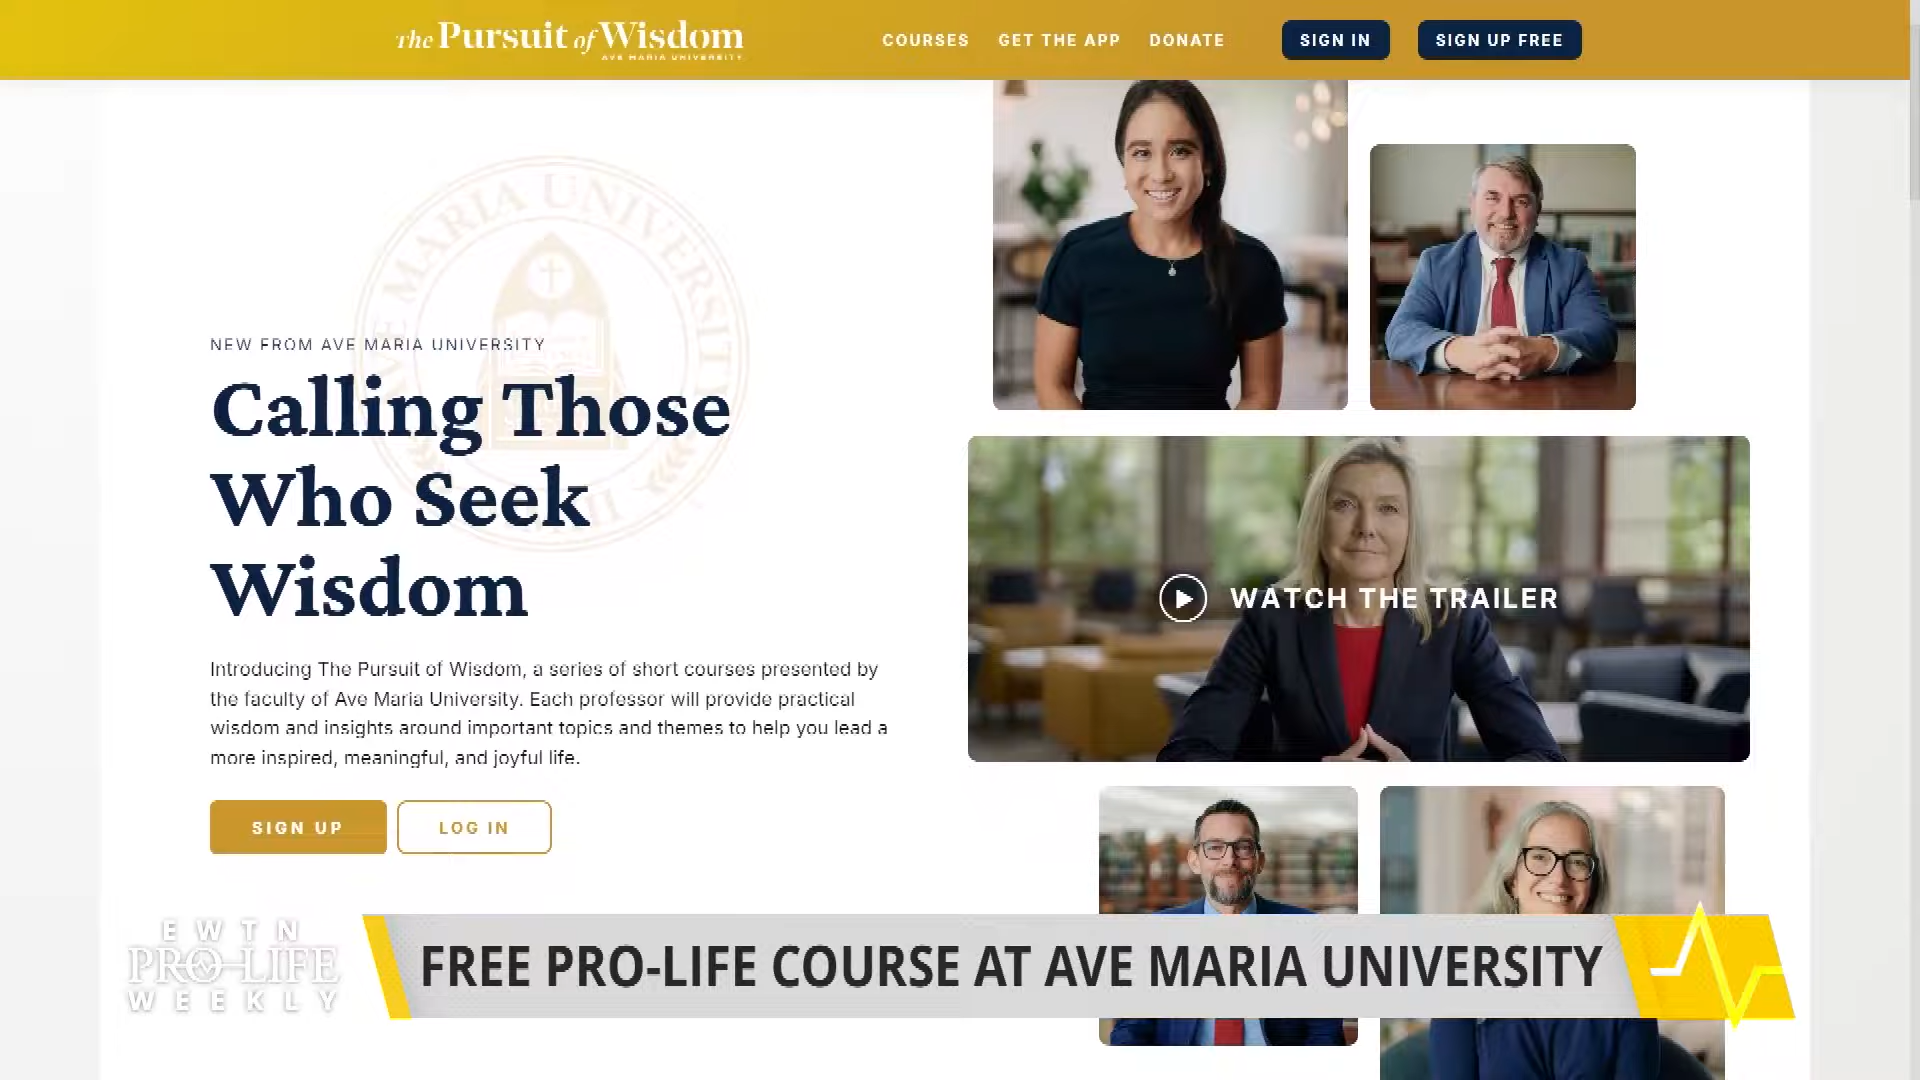 The Pursuit of Wisdom
AVE MARIA UNIVERSITY
COURSES
GET THE APP
DONATE
SIGN IN
SIGN UP FREE
AVE MARIA UNIVERSITY
NEW FROM AVE MARIA UNIVERSITY
Calling Those
Who Seek
Wisdom
Introducing The Pursuit of Wisdom, a series of short courses presented by
the faculty of Ave Maria University. Each professor will provide practical
wisdom and insights around important topics and themes to help you lead a
more inspired, meaningful, and joyful life.
SIGN UP
LOG IN
WATCH THE TRAILER
EWTN
PRO-LIFE
WEEKLY
FREE PRO-LIFE COURSE AT AVE MARIA UNIVERSITY